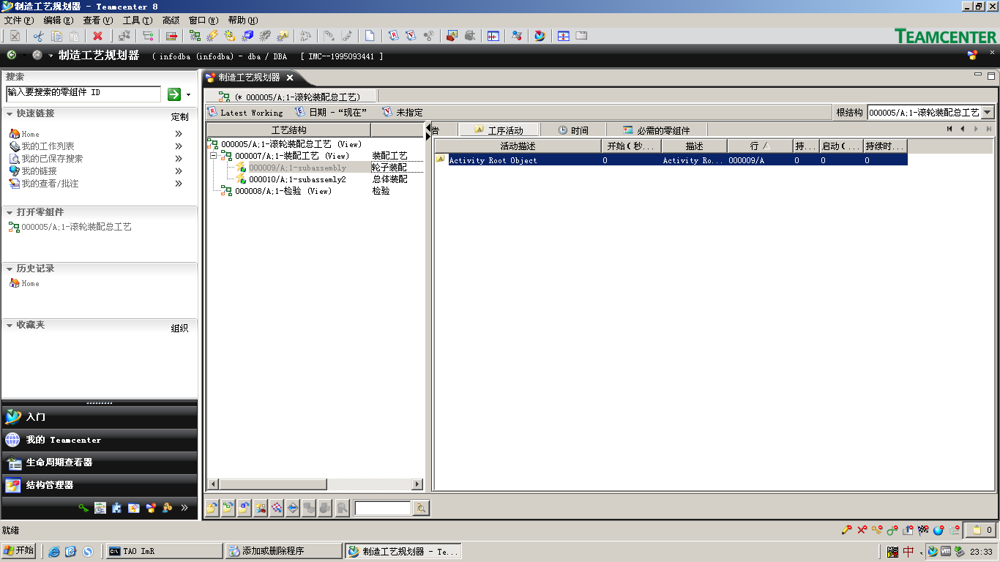 制造工艺规划器 - Teamcenter 8
文件(F) 编辑(E) 查看(V) 工具(T) 高级 窗口(W) 帮助(H)
TEAMCENTER
制造工艺规划器 ( infodba (infodba) - dba / DBA [ IMC--1995093441 ]
搜索
输入要搜索的零组件 ID
快速链接 定制
Home
我的工作列表
我的已保存搜索
我的链接
我的查看/批注
打开零组件
000005/A;1-滚轮装配总工艺
历史记录
Home
收藏夹 组织
入门
我的 Teamcenter
生命周期查看器
结构管理器
制造工艺规划器
(* 000005/A;1-滚轮装配总工艺)
Latest Working 日期 - “现在” 未指定 根结构 000005/A;1-滚轮装配总工艺
工艺结构
000005/A;1-滚轮装配总工艺 (View)
000007/A;1-装配工艺 (View) 装配工艺
000009/A;1-subassembly 轮子装配
000010/A;1-subassemly2 总体装配
000008/A;1-检验 (View) 检验
告 工序活动 时间 必需的零组件
活动描述 开始(秒... 描述 行 持... 启动(... 持续时...
Activity Root Object 0 Activity Ro... 000009/A 0 0 0
就绪 0
开始 TAO ImR 添加或删除程序 制造工艺规划器 - Te... 中 23:33